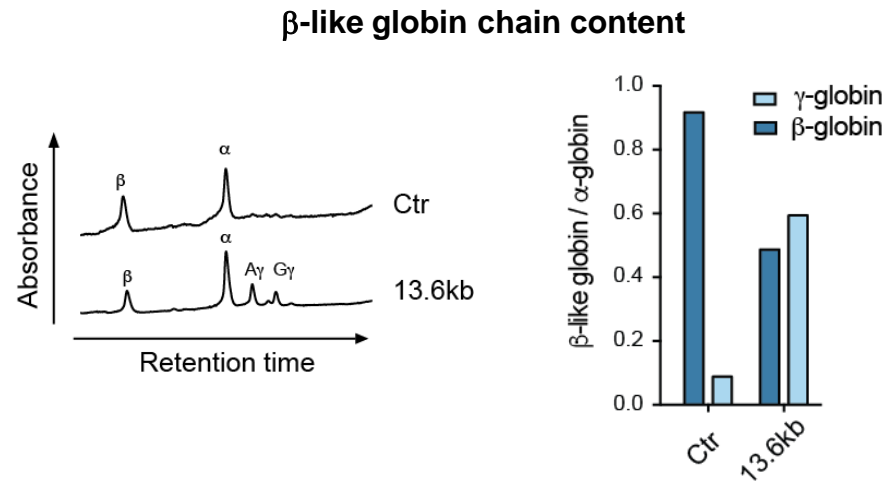 β-like globin chain content
Absorbance
β
α
Ctr
β
α
Aγ
Gγ
13.6kb
Retention time
β-like globin / α-globin
1.0
0.8
0.6
0.4
0.2
0.0
γ-globin
β-globin
Ctr
13.6kb